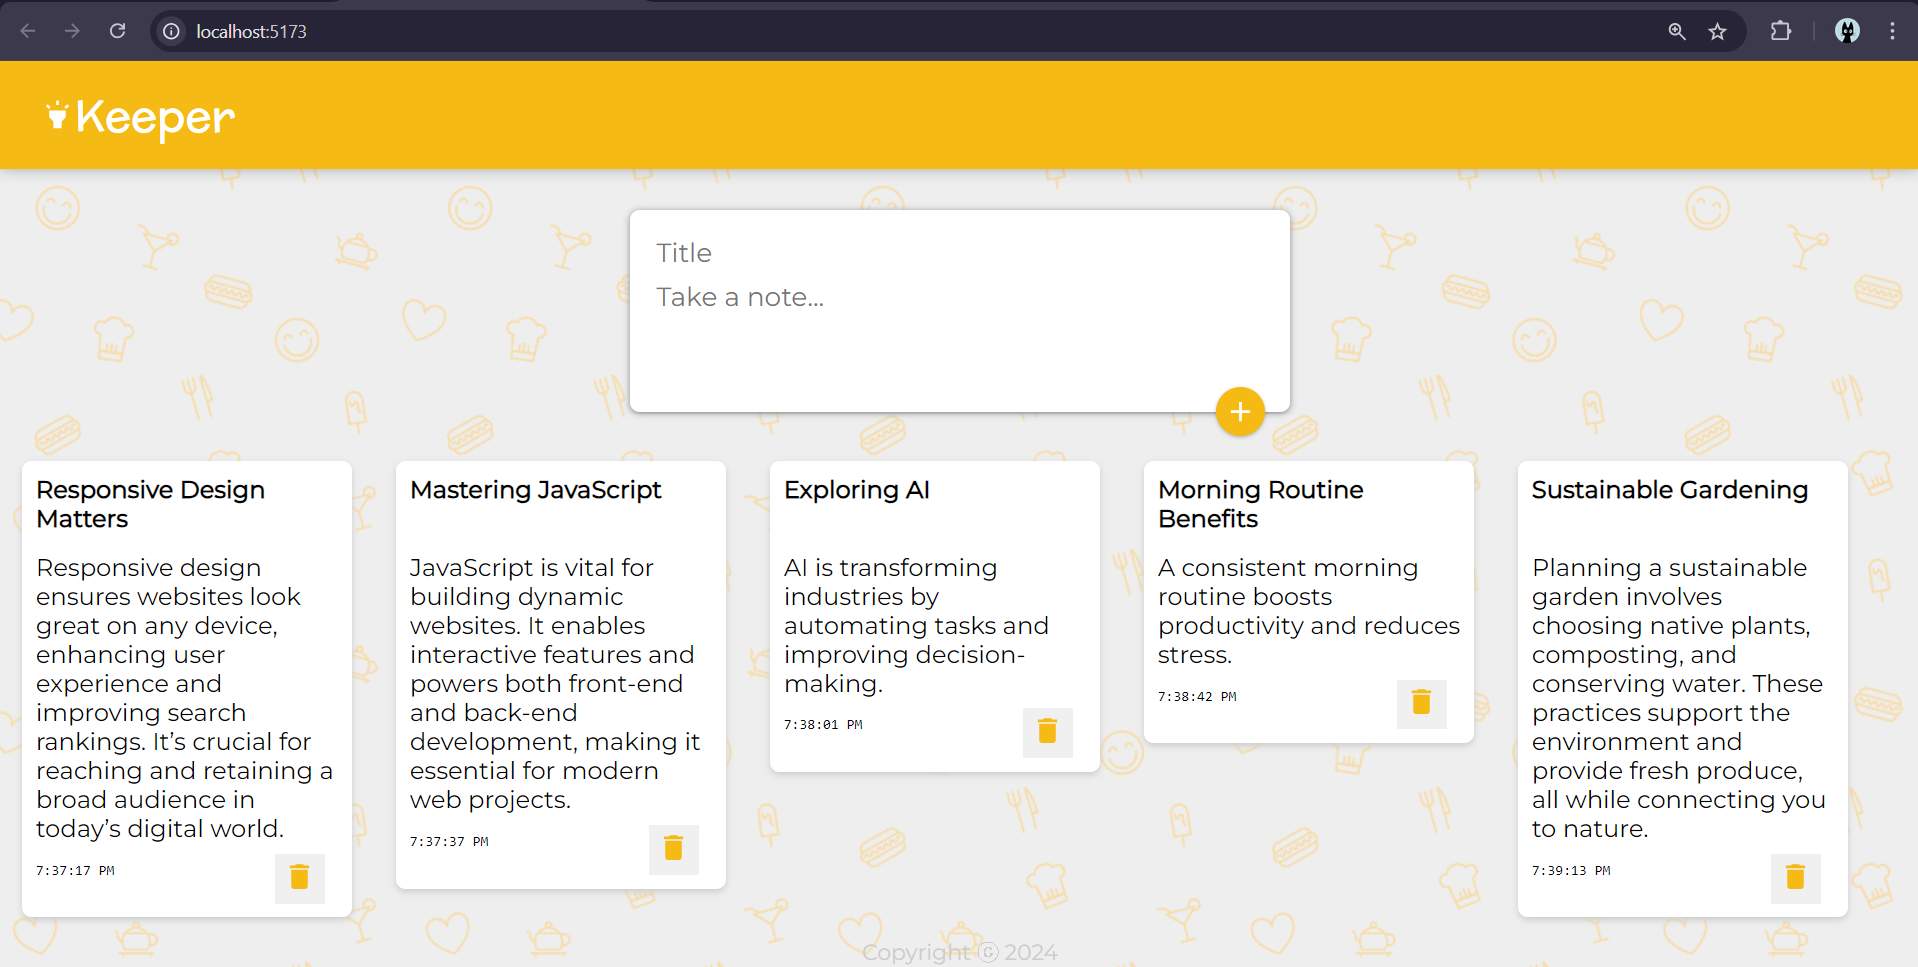 localhost:5173
Keeper
Title
Take a note...
Responsive Design
Matters
Responsive design
ensures websites look
great on any device,
enhancing user
experience and
improving search
rankings. It’s crucial for
reaching and retaining a
broad audience in
today’s digital world.
7:37:17 PM
Mastering JavaScript
JavaScript is vital for
building dynamic
websites. It enables
interactive features and
powers both front-end
and back-end
development, making it
essential for modern
web projects.
7:37:37 PM
Exploring AI
AI is transforming
industries by
automating tasks and
improving decision-
making.
7:38:01 PM
Morning Routine
Benefits
A consistent morning
routine boosts
productivity and reduces
stress.
7:38:42 PM
Sustainable Gardening
Planning a sustainable
garden involves
choosing native plants,
composting, and
conserving water. These
practices support the
environment and
provide fresh produce,
all while connecting you
to nature.
7:39:13 PM
Copyright ⓒ 2024